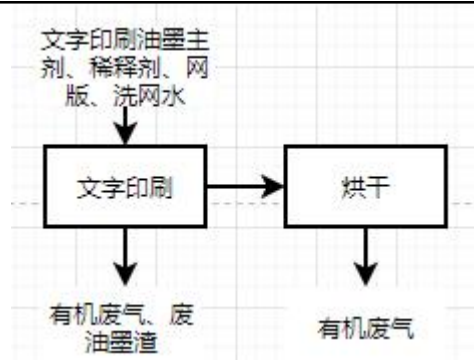 文字印刷油墨主
剂、稀释剂、网
版、洗网水
文字印刷
烘干
有机废气、废
油墨渣
有机废气